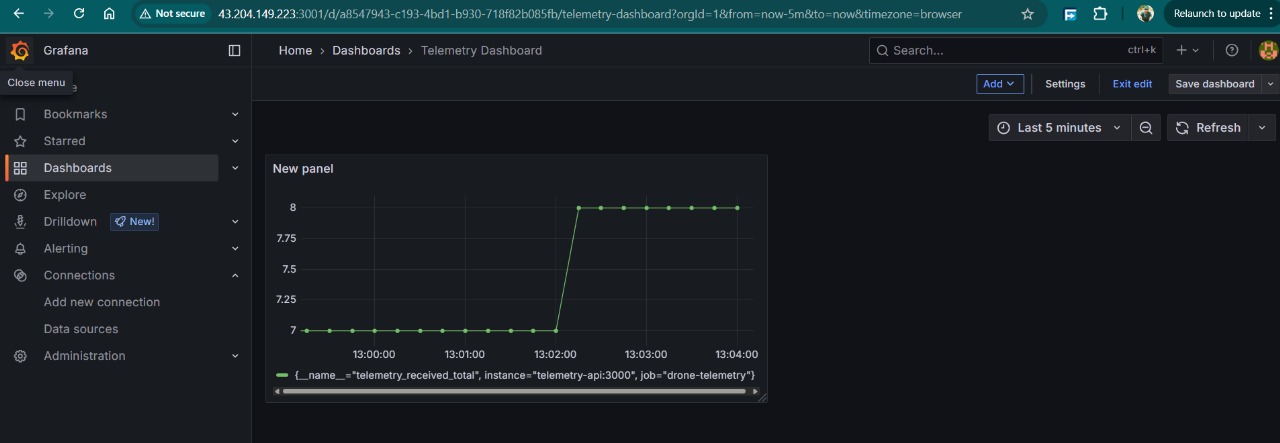 Not secure 43.204.149.223:3001/d/a8547943-c193-4bd1-b930-718f82b085fb/telemetry-dashboard?orgId=1&from=now-5m&to=now&timezone=browser Relaunch to update
Grafana Home > Dashboards > Telemetry Dashboard Search... ctrl+k
Close menu
Add Settings Exit edit Save dashboard
Bookmarks
Starred
Dashboards
Explore
Drilldown New!
Alerting
Connections
Add new connection
Data sources
Administration
Last 5 minutes Refresh
New panel
8
7.75
7.5
7.25
7
13:00:00 13:01:00 13:02:00 13:03:00 13:04:00
{__name__="telemetry_received_total", instance="telemetry-api:3000", job="drone-telemetry"}